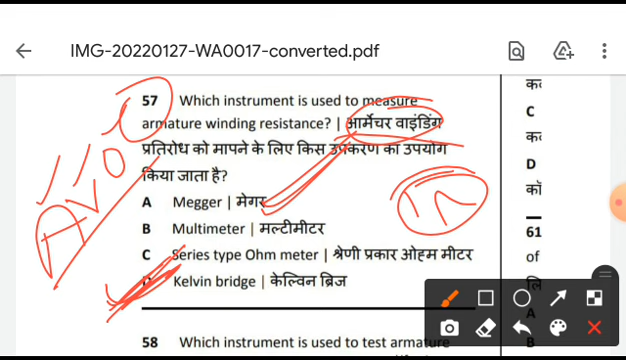 IMG-20220127-WA0017-converted.pdf
57 Which instrument is used to measure
armature winding resistance? | आर्मेचर वाइंडिंग
प्रतिरोध को मापने के लिए किस उपकरण का उपयोग
किया जाता है?
A Megger | मेगर
B Multimeter | मल्टीमीटर
C Series type Ohm meter | श्रेणी प्रकार ओहम मीटर
Kelvin bridge | केल्विन ब्रिज
58 Which instrument is used to test armature
C
D
61
of
A
B